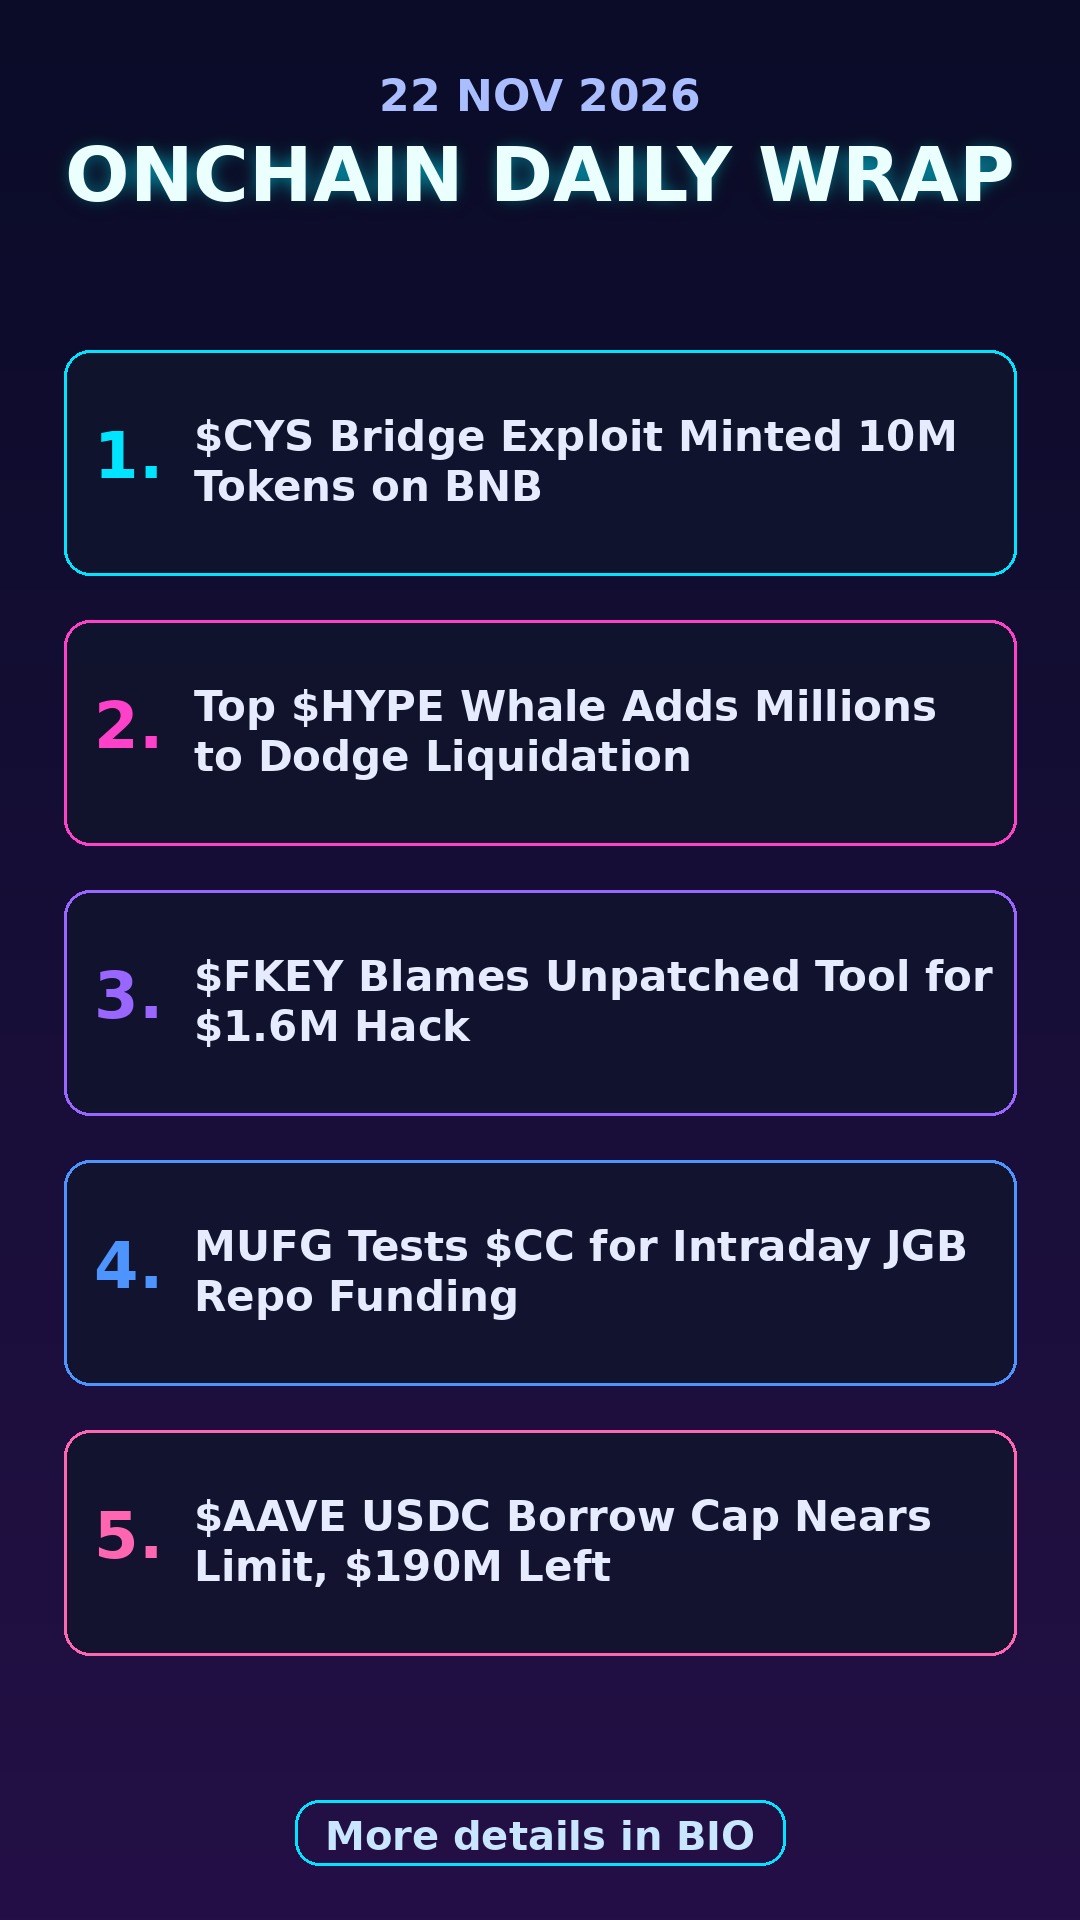 22 NOV 2026
ONCHAIN DAILY WRAP
1. $CYS Bridge Exploit Minted 10M
Tokens on BNB
2. Top $HYPE Whale Adds Millions
to Dodge Liquidation
3. $FKEY Blames Unpatched Tool for
$1.6M Hack
4. MUFG Tests $CC for Intraday JGB
Repo Funding
5. $AAVE USDC Borrow Cap Nears
Limit, $190M Left
More details in BIO